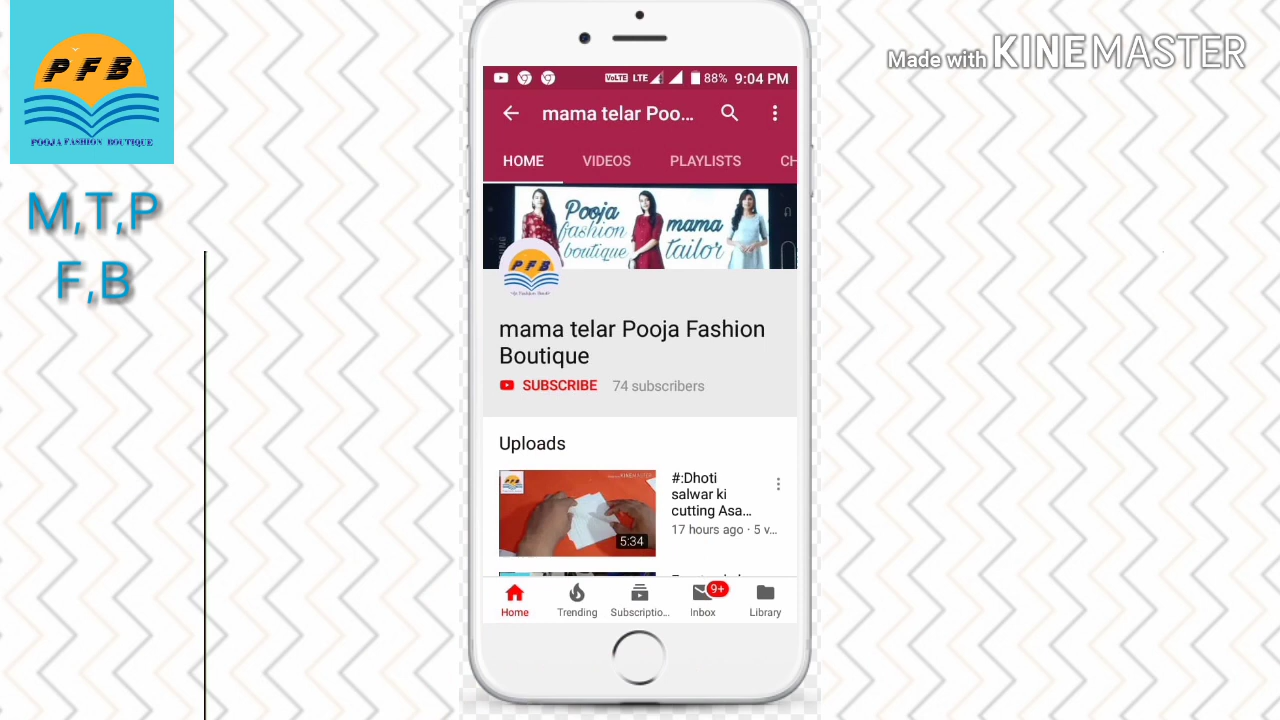 PFB
POOJA FASHION BOUTIQUE
M,T,P
F,B
Made with KINEMASTER
VoLTE LTE 88% 9:04 PM
mama telar Poo...
HOME VIDEOS PLAYLISTS CH
Pooja
fashion
boutique
mama
tailor
PFB
mama telar Pooja Fashion
Boutique
SUBSCRIBE 74 subscribers
Uploads
#:Dhoti
salwar ki
cutting Asa...
17 hours ago · 5 v...
5:34
9+
Home Trending Subscriptio... Inbox Library